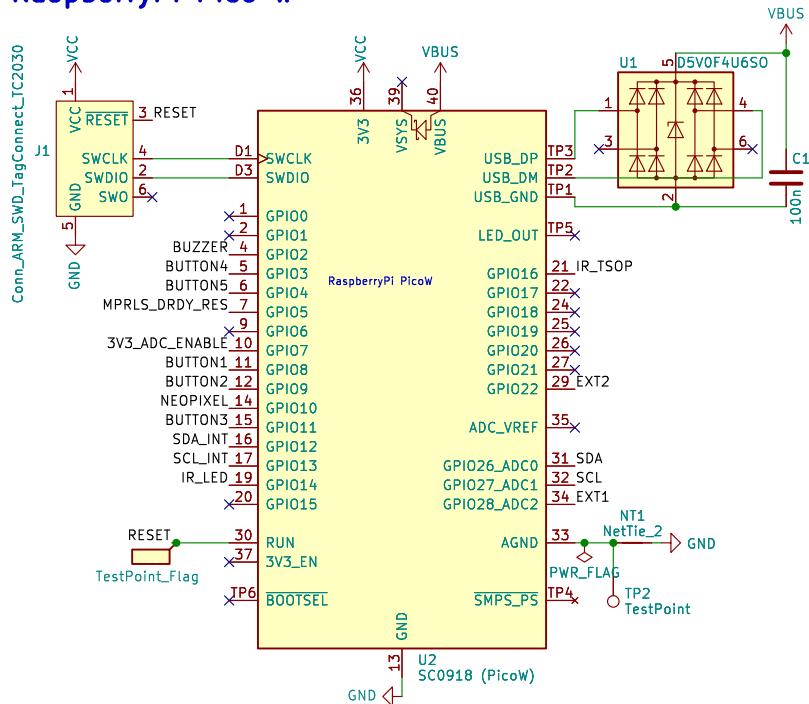 RaspberryPi Pico W
VBUS
VCC
VCC
VBUS
U1
D5V0F4U6SO
5
1
4
3
6
2
C1
100n
Conn_ARM_SWD_TagConnect_TC2030
J1
1
VCC
RESET
3
RESET
SWCLK
4
SWDIO
2
SWO
6
GND
5
GND
36
39
40
3V3
VSYS
VBUS
D1
SWCLK
D3
SWDIO
USB_DP
TP3
USB_DM
TP2
USB_GND
TP1
1
GPIO0
2
GPIO1
LED_OUT
TP5
BUZZER
4
GPIO2
BUTTON4
5
GPIO3
GPIO16
21
IR_TSOP
BUTTON5
6
GPIO4
RaspberryPi PicoW
GPIO17
22
MPRLS_DRDY_RES
7
GPIO5
GPIO18
24
9
GPIO6
GPIO19
25
3V3_ADC_ENABLE
10
GPIO7
GPIO20
26
BUTTON1
11
GPIO8
GPIO21
27
BUTTON2
12
GPIO9
GPIO22
29
EXT2
NEOPIXEL
14
GPIO10
BUTTON3
15
GPIO11
ADC_VREF
35
SDA_INT
16
GPIO12
SCL_INT
17
GPIO13
GPIO26_ADC0
31
SDA
IR_LED
19
GPIO14
GPIO27_ADC1
32
SCL
20
GPIO15
GPIO28_ADC2
34
EXT1
RESET
30
RUN
AGND
33
NT1
NetTie_2
GND
37
3V3_EN
TestPoint_Flag
PWR_FLAG
TP6
BOOTSEL
SMPS_PS
TP4
TP2
TestPoint
GND
13
U2
SC0918 (PicoW)
GND